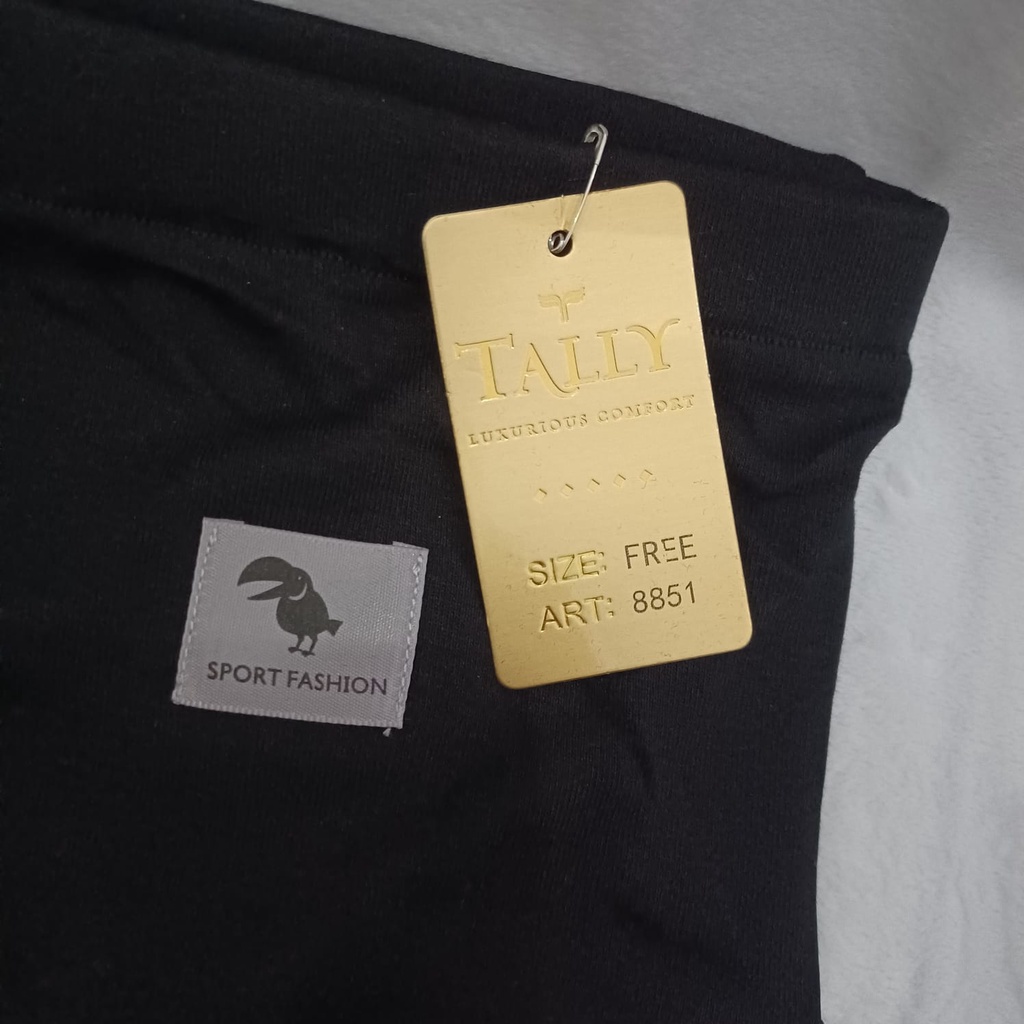 TALLY
LUXURIOUS COMFORT
SIZE: FREE
ART: 8851
SPORT FASHION